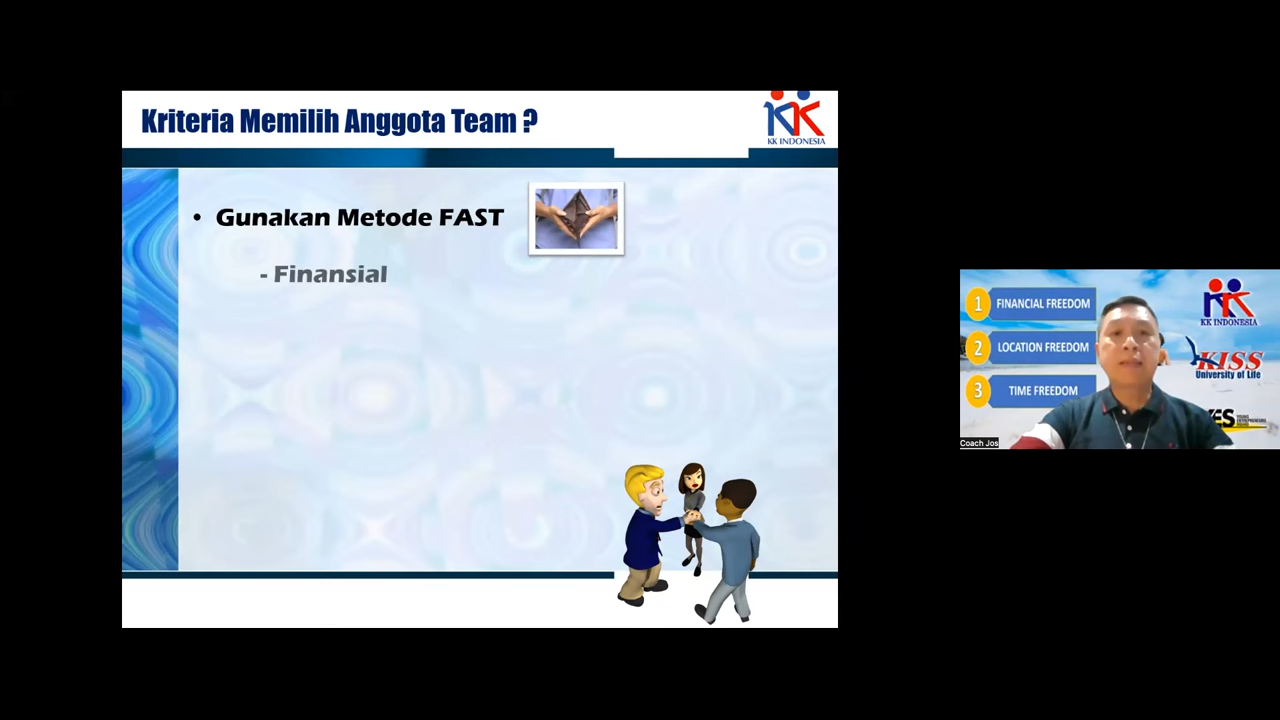 Kriteria Memilih Anggota Team ?
KK INDONESIA
• Gunakan Metode FAST
- Finansial
1 FINANCIAL FREEDOM
2 LOCATION FREEDOM
3 TIME FREEDOM
KK INDONESIA
KISS
University of Life
YES
Coach Jos